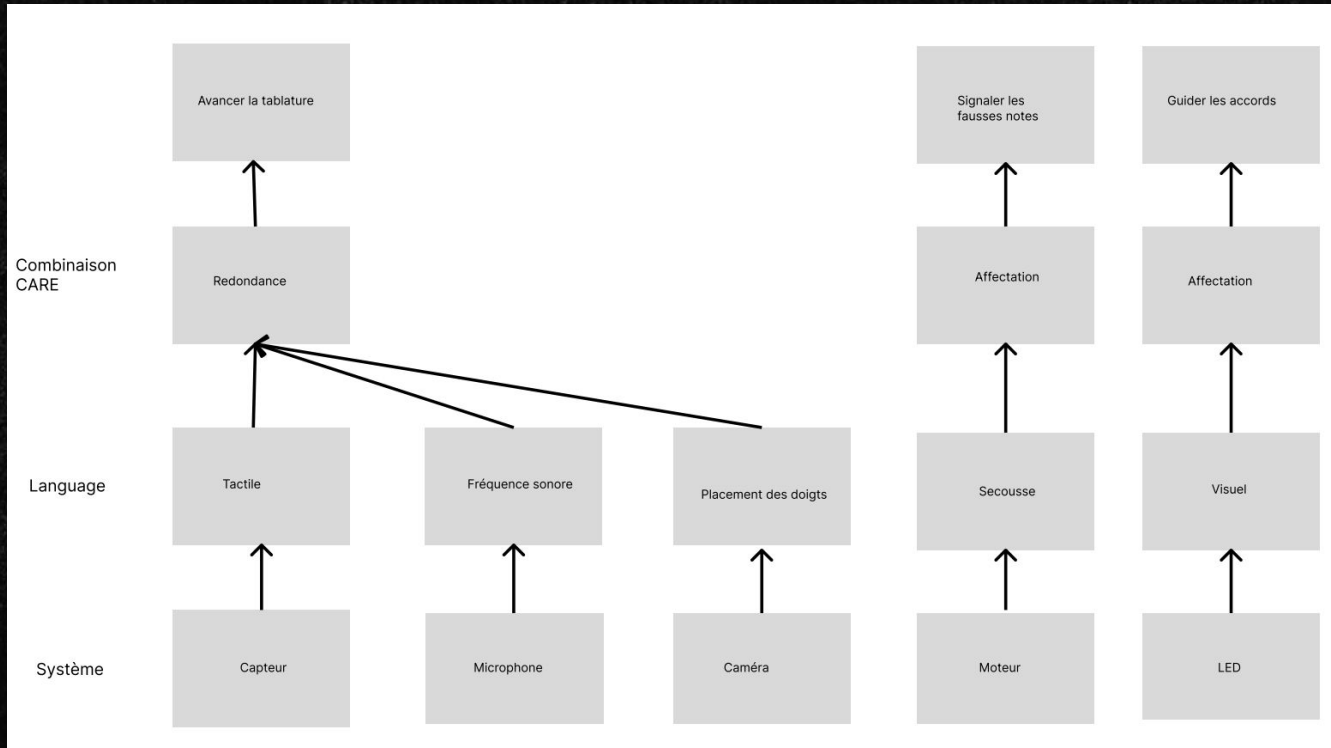 Avancer la tablature
Signaler les
fausses notes
Guider les accords
Combinaison
CARE
Redondance
Affectation
Affectation
Language
Tactile
Fréquence sonore
Placement des doigts
Secousse
Visuel
Système
Capteur
Microphone
Caméra
Moteur
LED